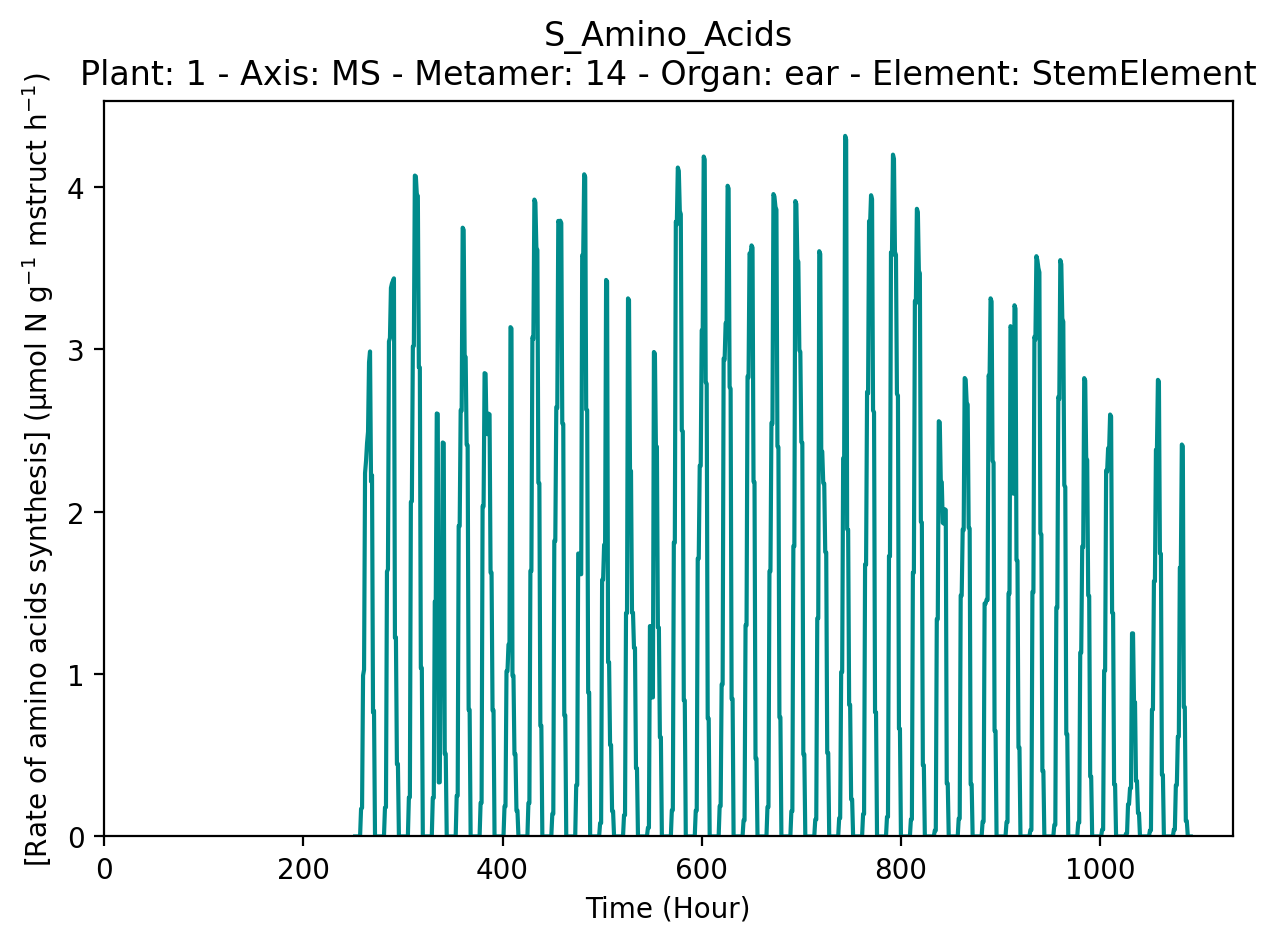 S_Amino_Acids
Plant: 1 - Axis: MS - Metamer: 14 - Organ: ear - Element: StemElement
[Rate of amino acids synthesis] (µmol N g⁻¹ mstruct h⁻¹)
4
3
2
1
0
0 200 400 600 800 1000
Time (Hour)